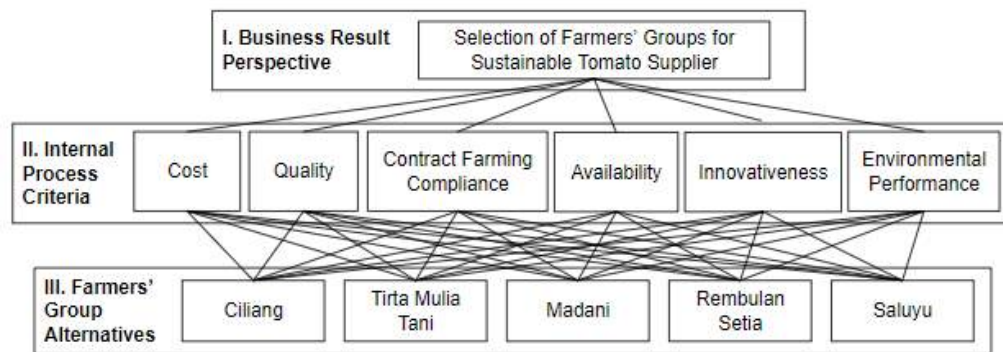 I. Business Result
Perspective
Selection of Farmers' Groups for
Sustainable Tomato Supplier
II. Internal
Process
Criteria
Cost
Quality
Contract Farming
Compliance
Availability
Innovativeness
Environmental
Performance
III. Farmers'
Group
Alternatives
Ciliang
Tirta Mulia
Tani
Madani
Rembulan
Setia
Saluyu